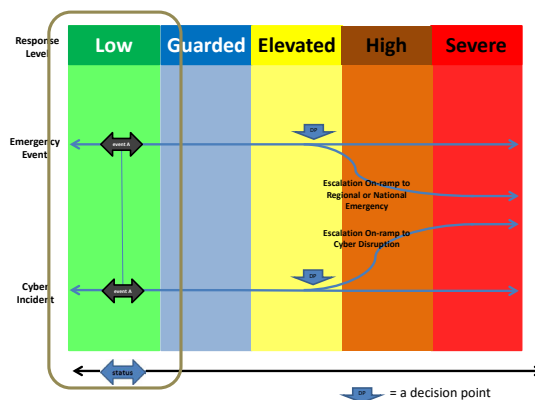 Response
Level
Low
Guarded
Elevated
High
Severe
DP
Emergency
Event
event A
Escalation On-ramp to
Regional or National
Emergency
Escalation On-ramp to
Cyber Disruption
DP
Cyber
Incident
event A
status
DP
= a decision point